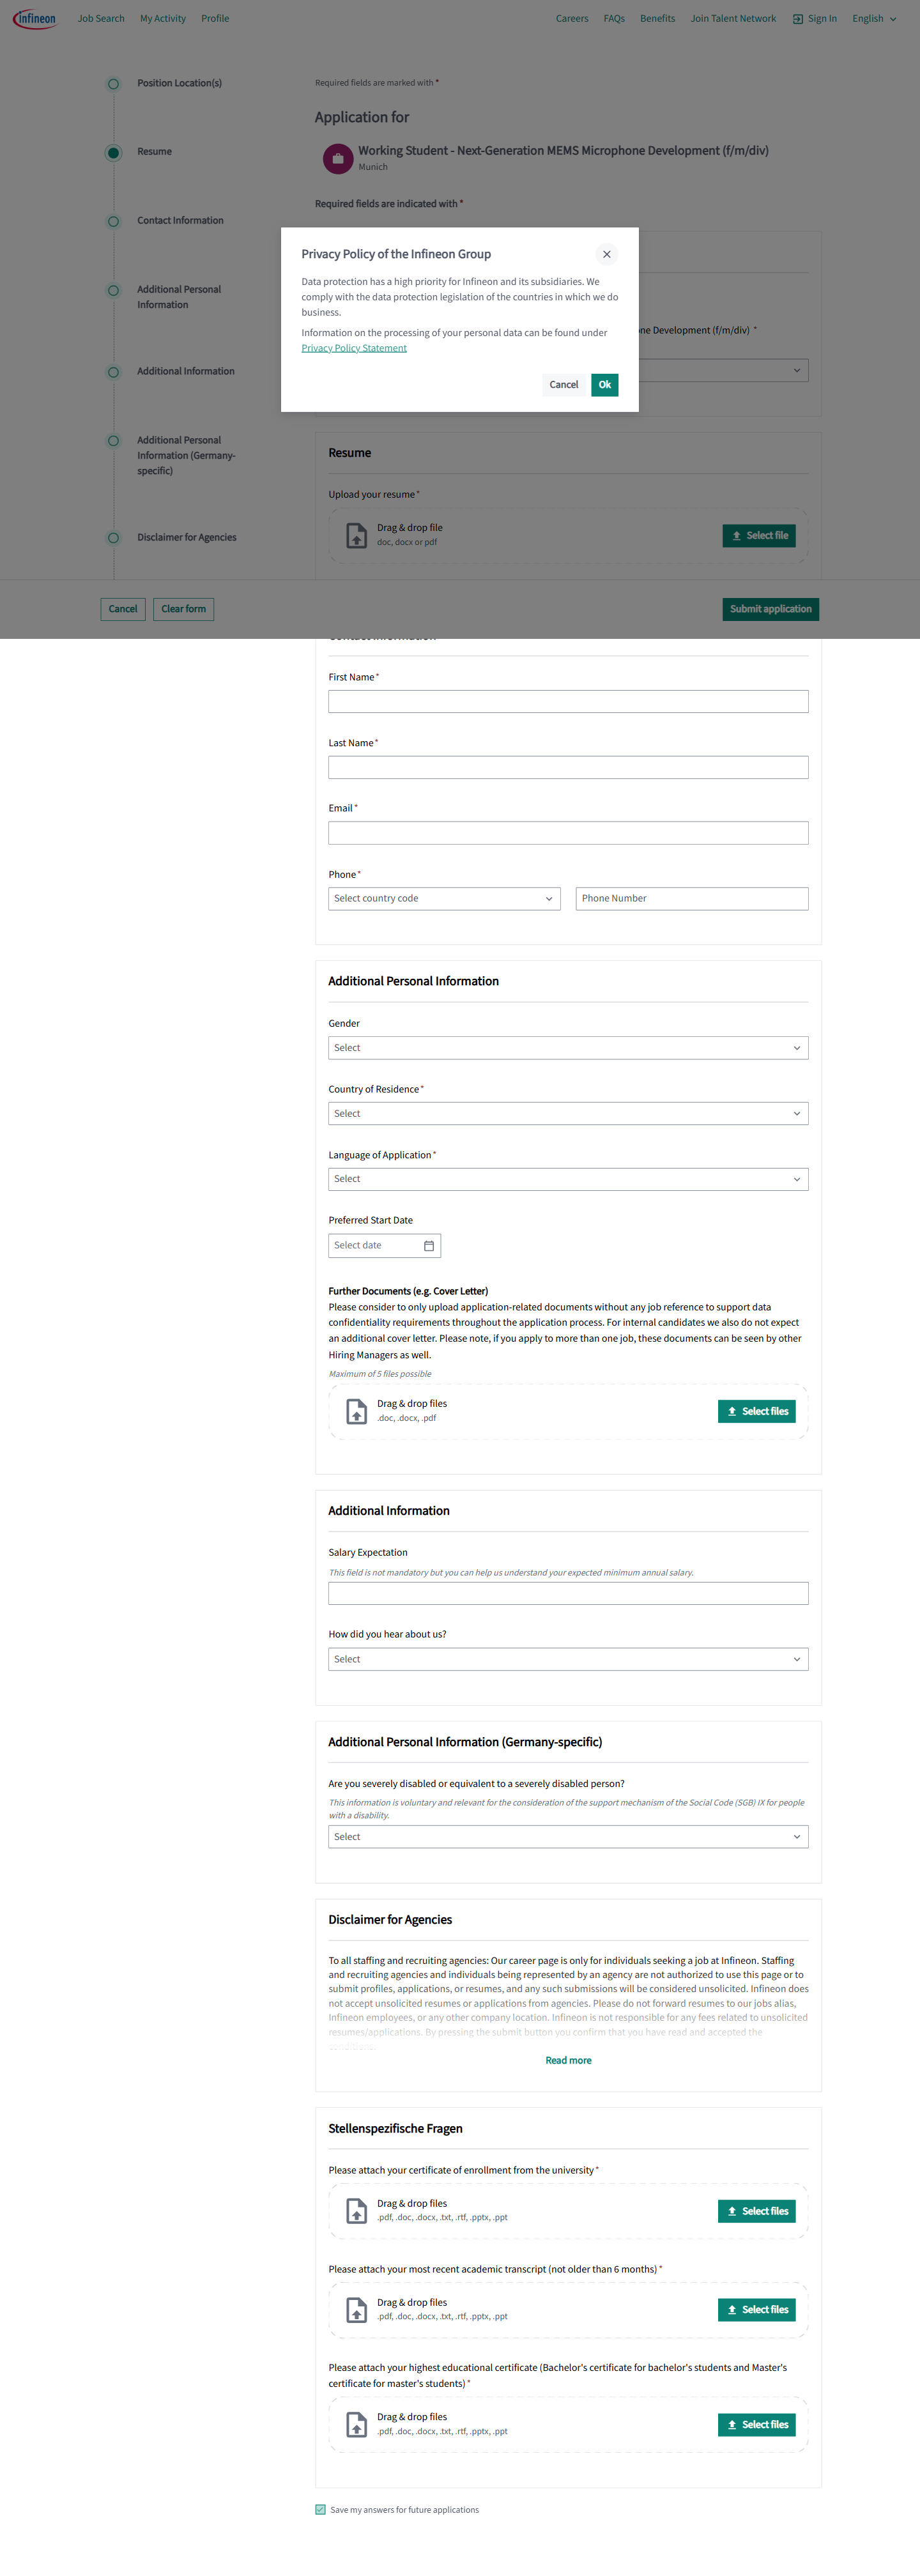 infineon
Job Search
My Activity
Profile
Careers
FAQs
Benefits
Join Talent Network
Sign In
English
Position Location(s)
Resume
Contact Information
Additional Personal
Information
Additional Information
Additional Personal
Information (Germany-
specific)
Disclaimer for Agencies
Required fields are marked with *
Application for
Working Student - Next-Generation MEMS Microphone Development (f/m/div)
Munich
Required fields are indicated with *
ne Development (f/m/div) *
Privacy Policy of the Infineon Group
Data protection has a high priority for Infineon and its subsidiaries. We
comply with the data protection legislation of the countries in which we do
business.
Information on the processing of your personal data can be found under
Privacy Policy Statement
Cancel
Ok
Resume
Upload your resume *
Drag & drop file
doc, docx or pdf
Select file
Cancel
Clear form
Submit application
Contact Information
First Name *
Last Name *
Email *
Phone *
Select country code
Phone Number
Additional Personal Information
Gender
Select
Country of Residence *
Select
Language of Application *
Select
Preferred Start Date
Select date
Further Documents (e.g. Cover Letter)
Please consider to only upload application-related documents without any job reference to support data
confidentiality requirements throughout the application process. For internal candidates we also do not expect
an additional cover letter. Please note, if you apply to more than one job, these documents can be seen by other
Hiring Managers as well.
Maximum of 5 files possible
Drag & drop files
.doc, .docx, .pdf
Select files
Additional Information
Salary Expectation
This field is not mandatory but you can help us understand your expected minimum annual salary.
How did you hear about us?
Select
Additional Personal Information (Germany-specific)
Are you severely disabled or equivalent to a severely disabled person?
This information is voluntary and relevant for the consideration of the support mechanism of the Social Code (SGB) IX for people
with a disability.
Select
Disclaimer for Agencies
To all staffing and recruiting agencies: Our career page is only for individuals seeking a job at Infineon. Staffing
and recruiting agencies and individuals being represented by an agency are not authorized to use this page or to
submit profiles, applications, or resumes, and any such submissions will be considered unsolicited. Infineon does
not accept unsolicited resumes or applications from agencies. Please do not forward resumes to our jobs alias,
Infineon employees, or any other company location. Infineon is not responsible for any fees related to unsolicited
resumes/applications. By pressing the submit button you confirm that you have read and accepted the
Read more
Stellenspezifische Fragen
Please attach your certificate of enrollment from the university *
Drag & drop files
.pdf, .doc, .docx, .txt, .rtf, .pptx, .ppt
Select files
Please attach your most recent academic transcript (not older than 6 months) *
Drag & drop files
.pdf, .doc, .docx, .txt, .rtf, .pptx, .ppt
Select files
Please attach your highest educational certificate (Bachelor's certificate for bachelor's students and Master's
certificate for master's students) *
Drag & drop files
.pdf, .doc, .docx, .txt, .rtf, .pptx, .ppt
Select files
Save my answers for future applications